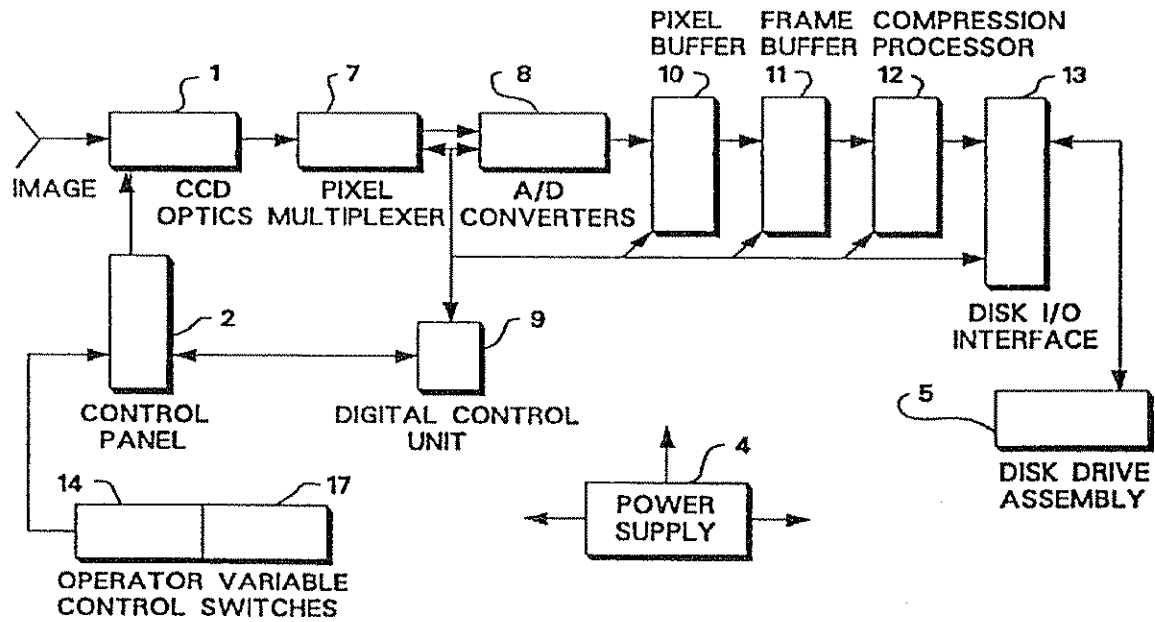 PIXEL FRAME COMPRESSION
BUFFER BUFFER PROCESSOR
1
7
8
10
11
12
13
IMAGE
CCD
OPTICS
PIXEL
MULTIPLEXER
A/D
CONVERTERS
2
9
DISK I/O
INTERFACE
CONTROL
PANEL
DIGITAL CONTROL
UNIT
5
DISK DRIVE
ASSEMBLY
4
POWER
SUPPLY
14
17
OPERATOR VARIABLE
CONTROL SWITCHES